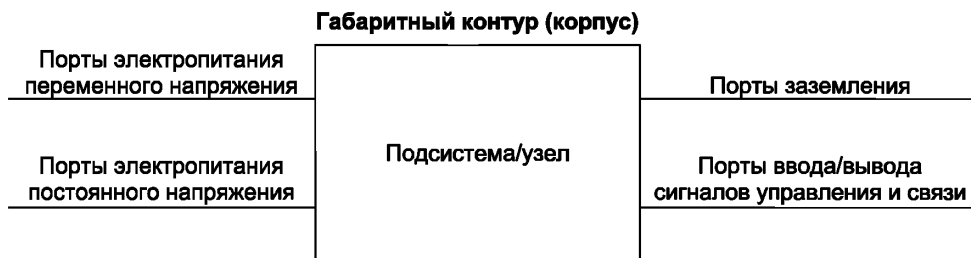 Габаритный контур (корпус)
Порты электропитания
переменного напряжения
Порты заземления
Подсистема/узел
Порты электропитания
постоянного напряжения
Порты ввода/вывода
сигналов управления и связи